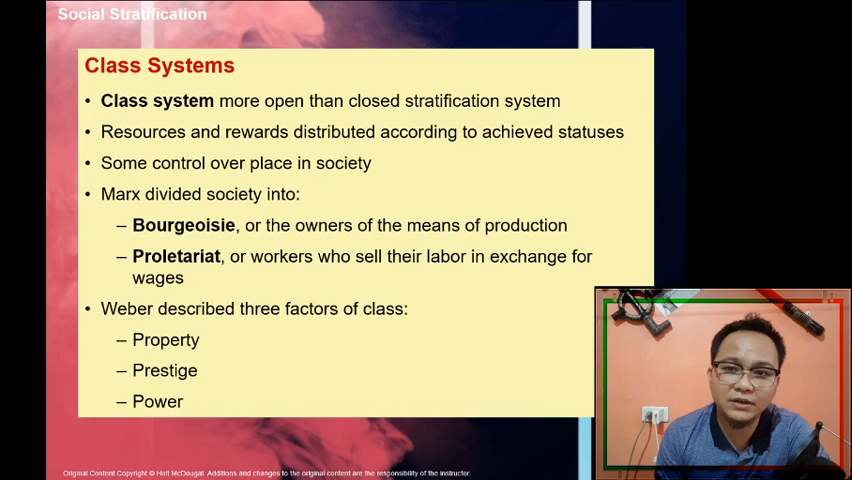 Social Stratification
Class Systems
• Class system more open than closed stratification system
• Resources and rewards distributed according to achieved statuses
• Some control over place in society
• Marx divided society into:
– Bourgeoisie, or the owners of the means of production
– Proletariat, or workers who sell their labor in exchange for
wages
• Weber described three factors of class:
– Property
– Prestige
– Power
Original Content Copyright © Holt McDougal. Additions and changes to the original content are the responsibility of the instructor.